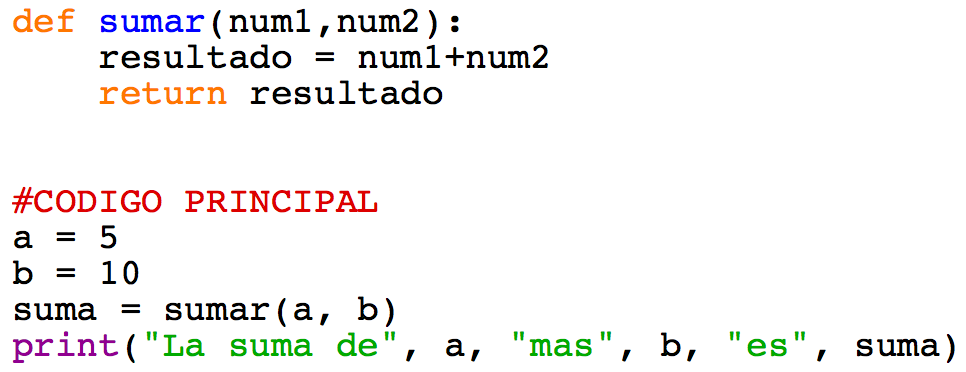 def sumar(num1,num2):
    resultado = num1+num2
    return resultado
#CODIGO PRINCIPAL
a = 5
b = 10
suma = sumar(a, b)
print("La suma de", a, "mas", b, "es", suma)